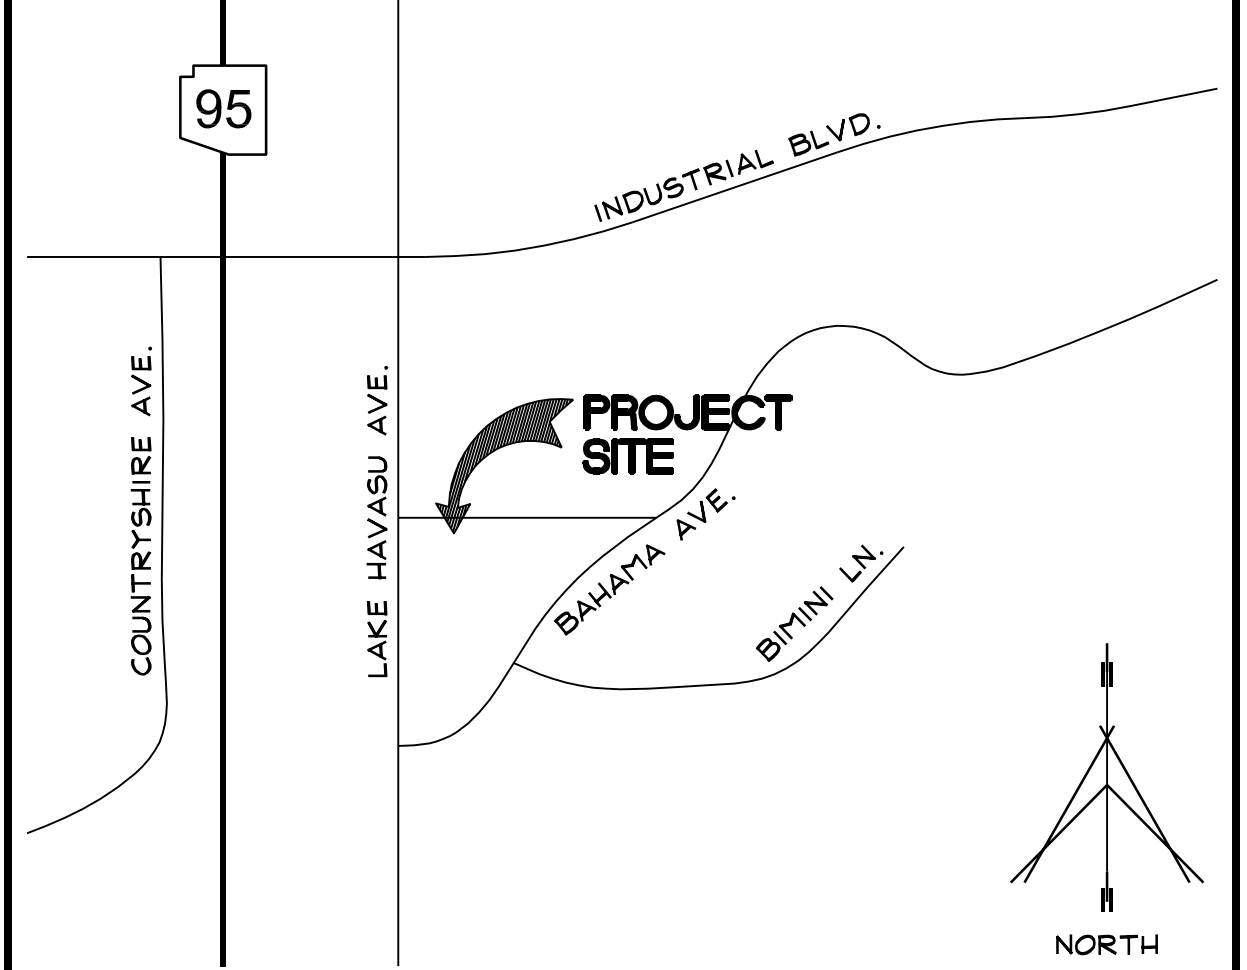 95
INDUSTRIAL BLVD.
COUNTRYSHIRE AVE.
LAKE HAVASU AVE.
PROJECT
SITE
BAHAMA AVE.
BIMINI LN.
NORTH